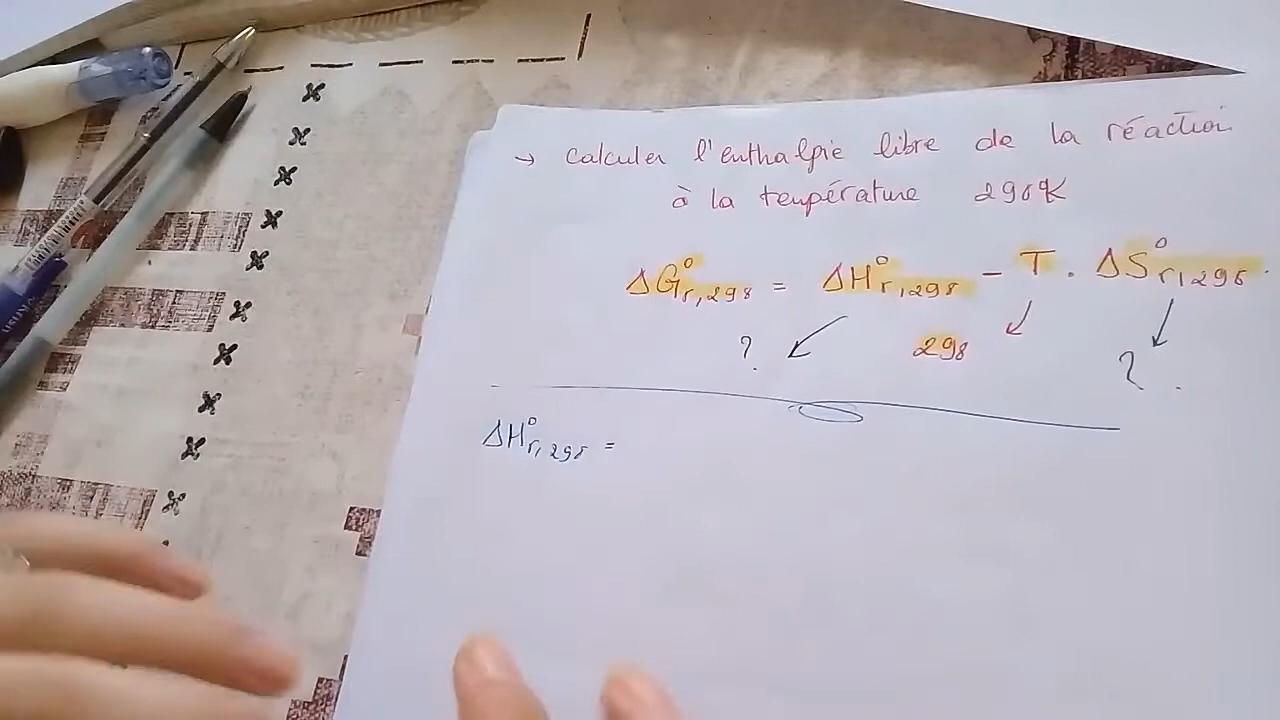 → Calculer l'enthalpie libre de la réaction
à la température 298K
ΔG°r,298 = ΔH°r,298 - T . ΔS°r,298.
? 298 ? .
ΔH°r,298 =